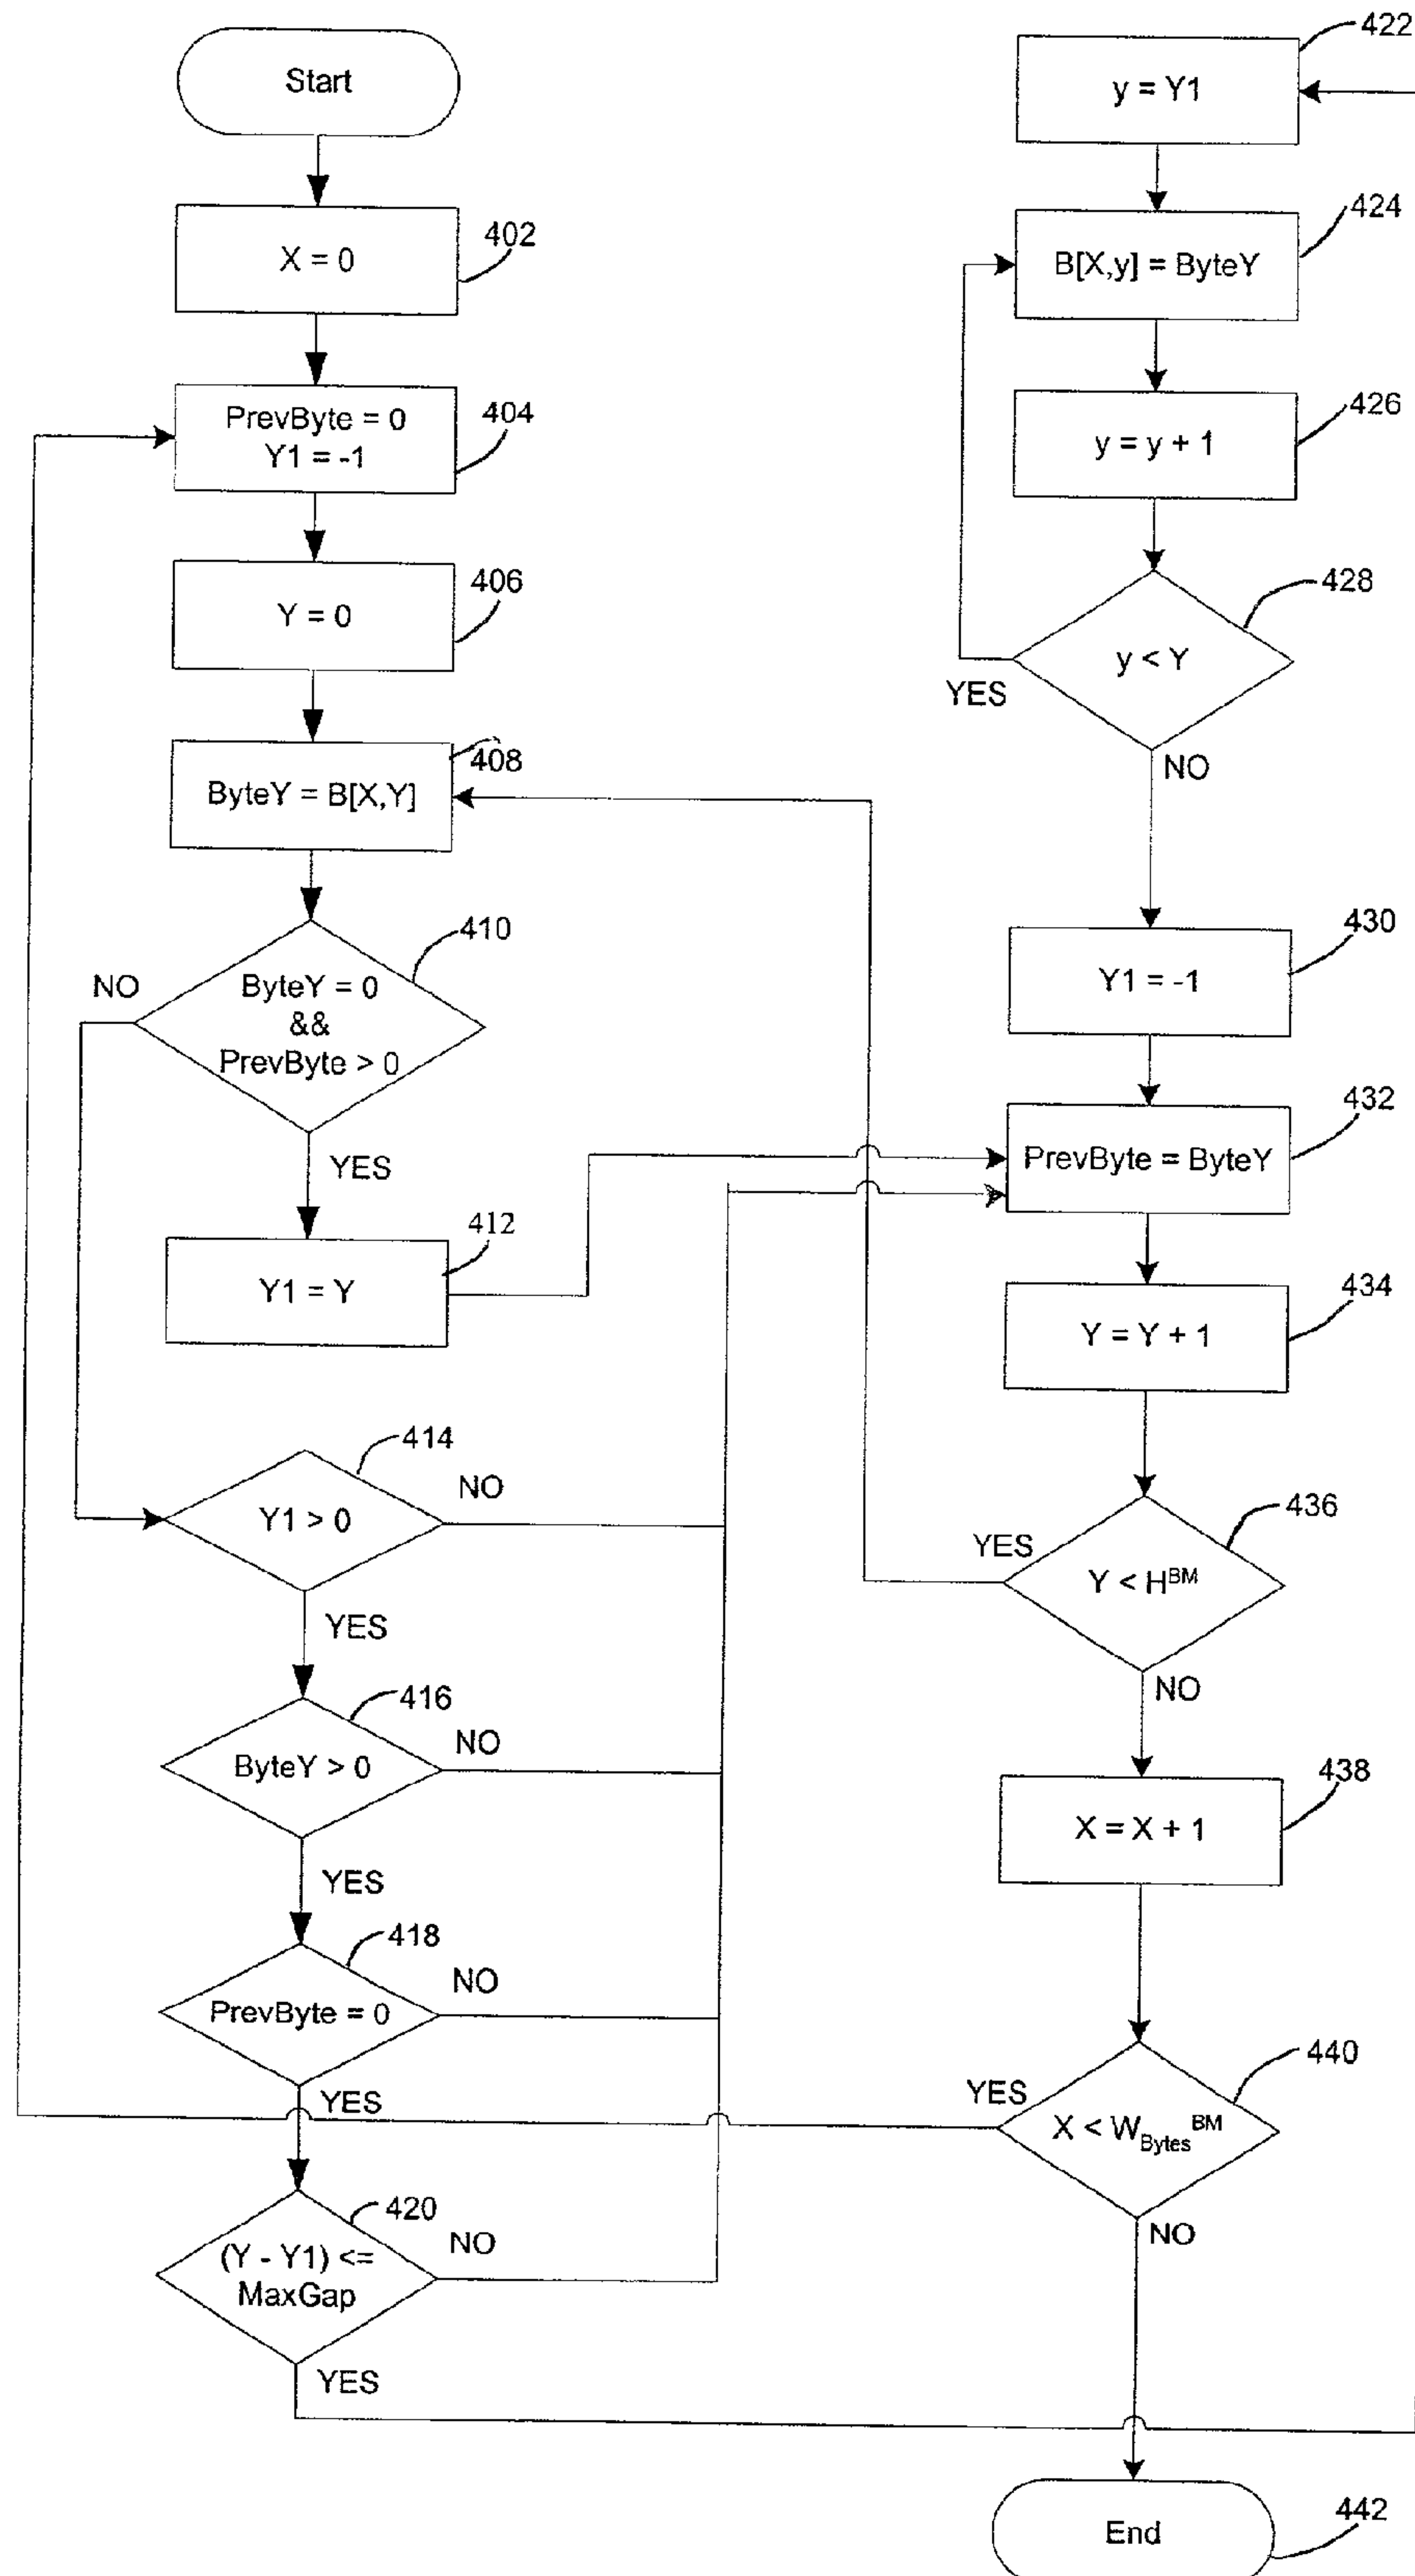 Start
X = 0
402
PrevByte = 0
Y1 = -1
404
Y = 0
406
ByteY = B[X,Y]
408
ByteY = 0
&&
PrevByte > 0
410
NO
YES
Y1 = Y
412
Y1 > 0
414
NO
YES
ByteY > 0
416
NO
YES
PrevByte = 0
418
NO
YES
(Y - Y1) <=
MaxGap
420
NO
YES
y = Y1
422
B[X,y] = ByteY
424
y = y + 1
426
y < Y
428
YES
NO
Y1 = -1
430
PrevByte = ByteY
432
Y = Y + 1
434
Y < H^BM
436
YES
NO
X = X + 1
438
X < W_Bytes^BM
440
YES
NO
End
442